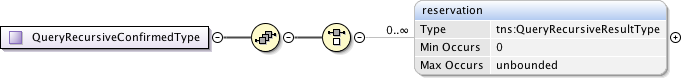 QueryRecursiveConfirmedType
0..∞
reservation
Type tns:QueryRecursiveResultType
Min Occurs 0
Max Occurs unbounded